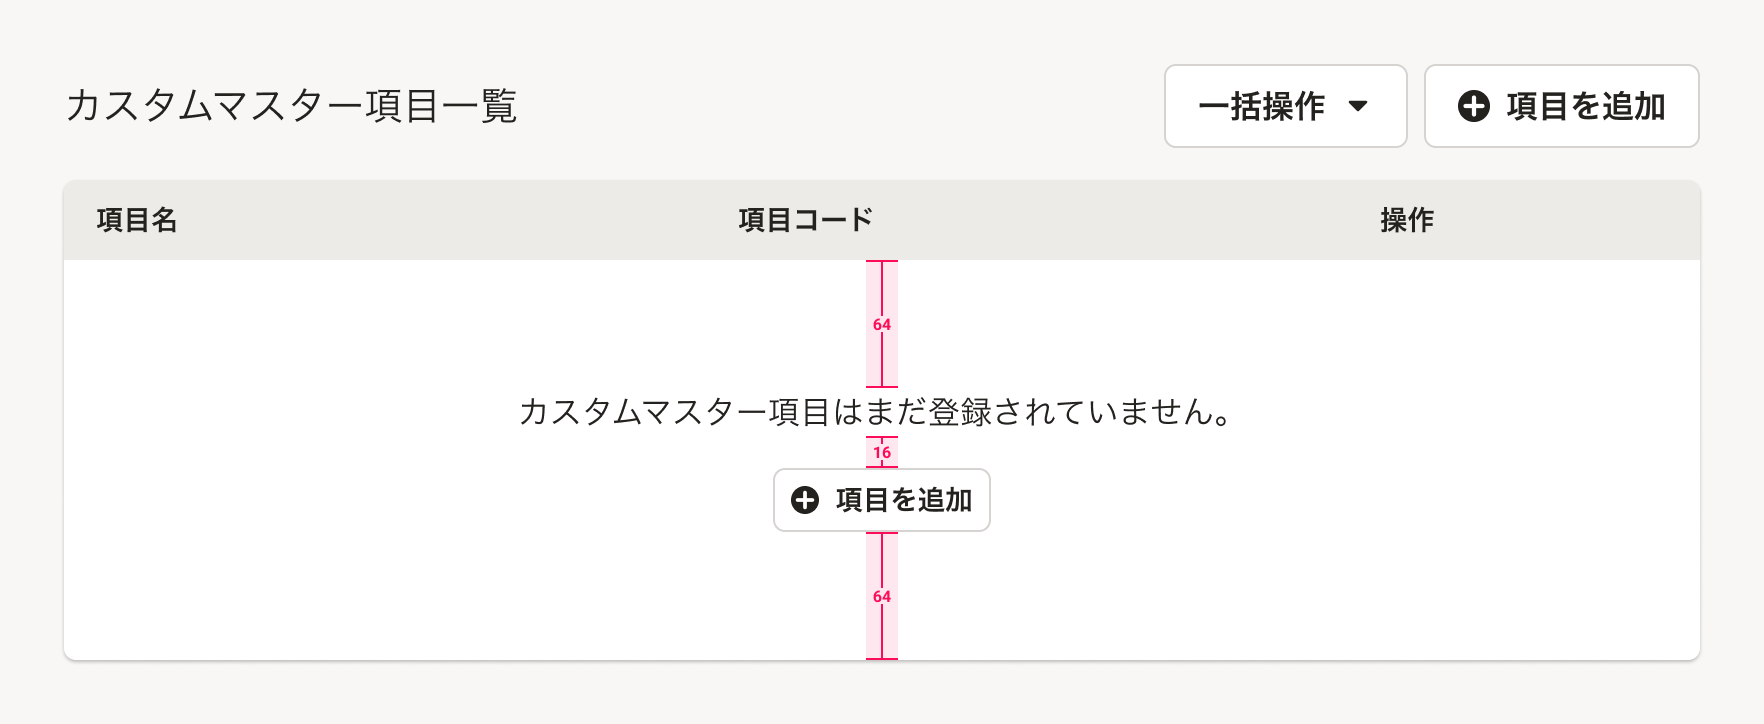 カスタムマスター項目一覧
一括操作
項目を追加
項目名 項目コード 操作
64
カスタムマスター項目はまだ登録されていません。
16
項目を追加
64